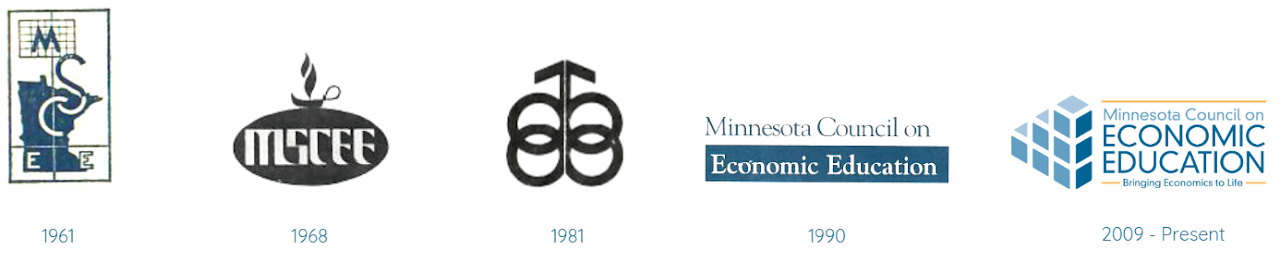 M
S
C
E E
MSCEE
Minnesota Council on
Economic Education
Minnesota Council on
ECONOMIC
EDUCATION
Bringing Economics to Life
1961
1968
1981
1990
2009 - Present